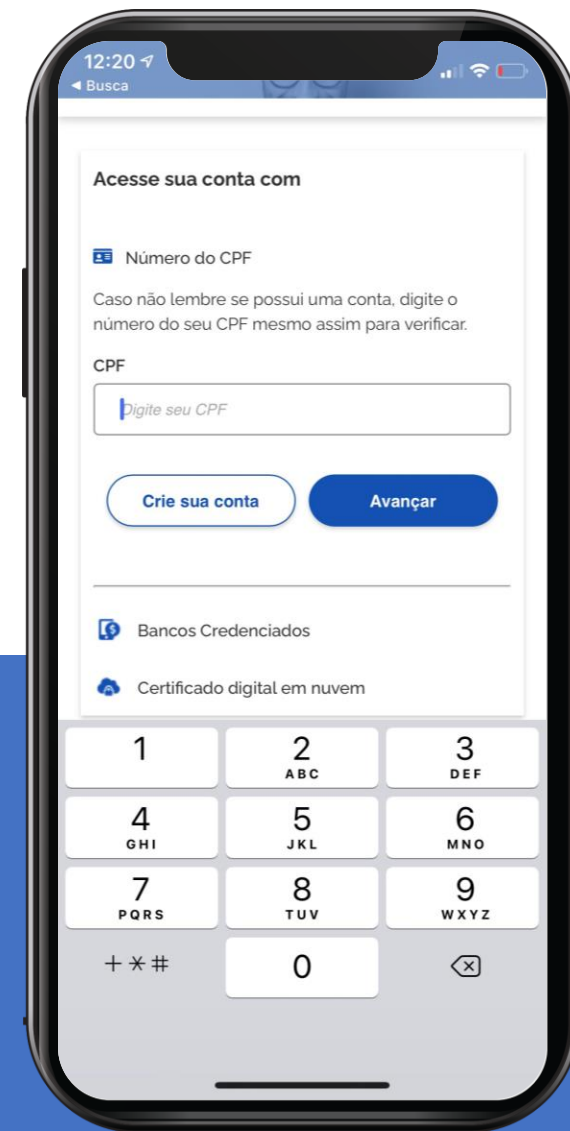 12:20
◀ Busca
Acesse sua conta com
Número do CPF
Caso não lembre se possui uma conta, digite o
número do seu CPF mesmo assim para verificar.
CPF
Digite seu CPF
Crie sua conta
Avançar
Bancos Credenciados
Certificado digital em nuvem
1
2
ABC
3
DEF
4
GHI
5
JKL
6
MNO
7
PQRS
8
TUV
9
WXYZ
+*#
0